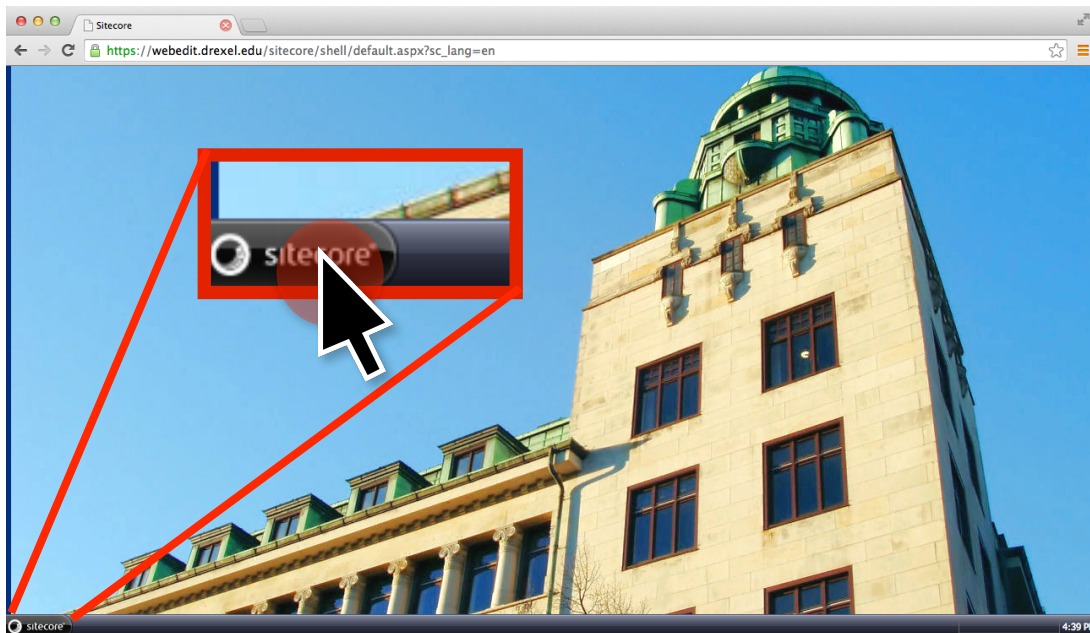 Sitecore
https://webedit.drexel.edu/sitecore/shell/default.aspx?sc_lang=en
sitecore
sitecore
4:39 P